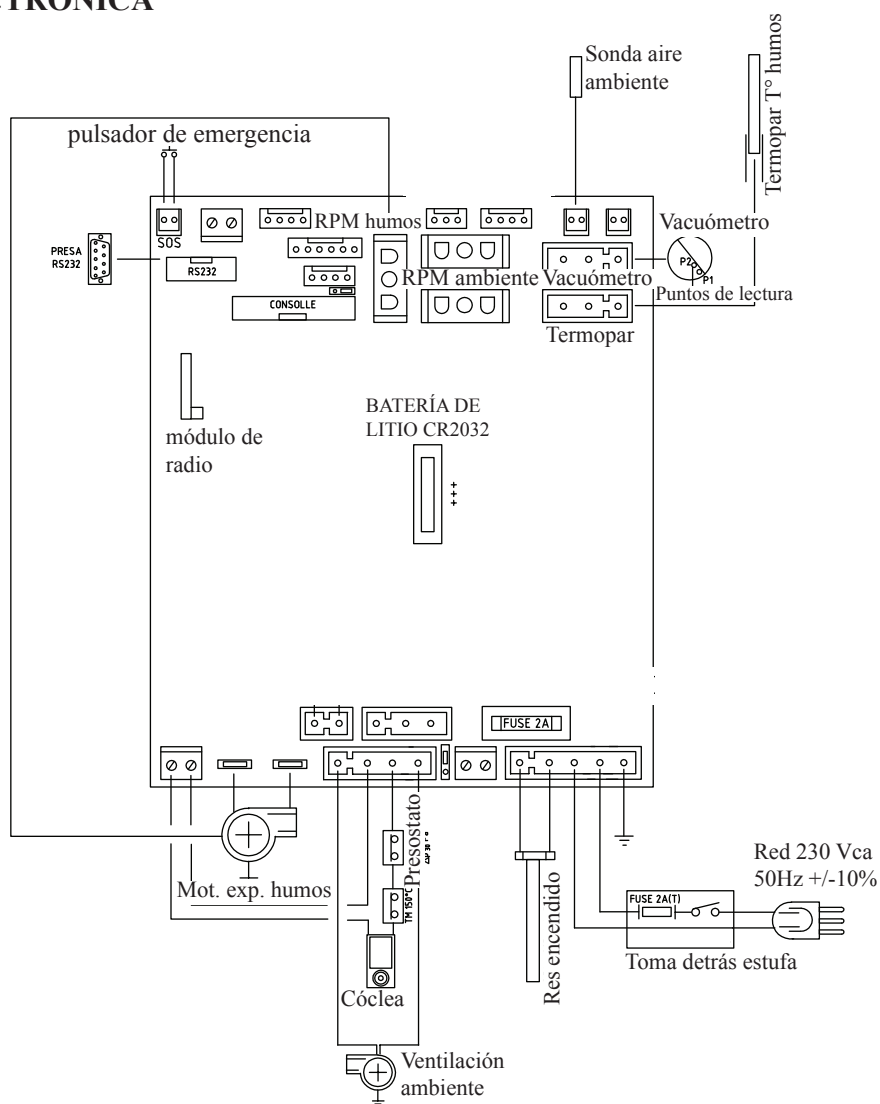 Sonda aire
ambiente
Termopar T° humos
pulsador de emergencia
SOS
RPM humos
Vacuómetro
PRESA
RS232
RS232
P2
P1
RPM ambiente
Vacuómetro
Puntos de lectura
CONSOLLE
Termopar
BATERÍA DE
LITIO CR2032
+++
módulo de
radio
FUSE 2A
Presostato
Mot. exp. humos
TM 150°C
Res encendido
Red 230 Vca
50Hz +/-10%
FUSE 2A(T)
Toma detrás estufa
Cóclea
Ventilación
ambiente